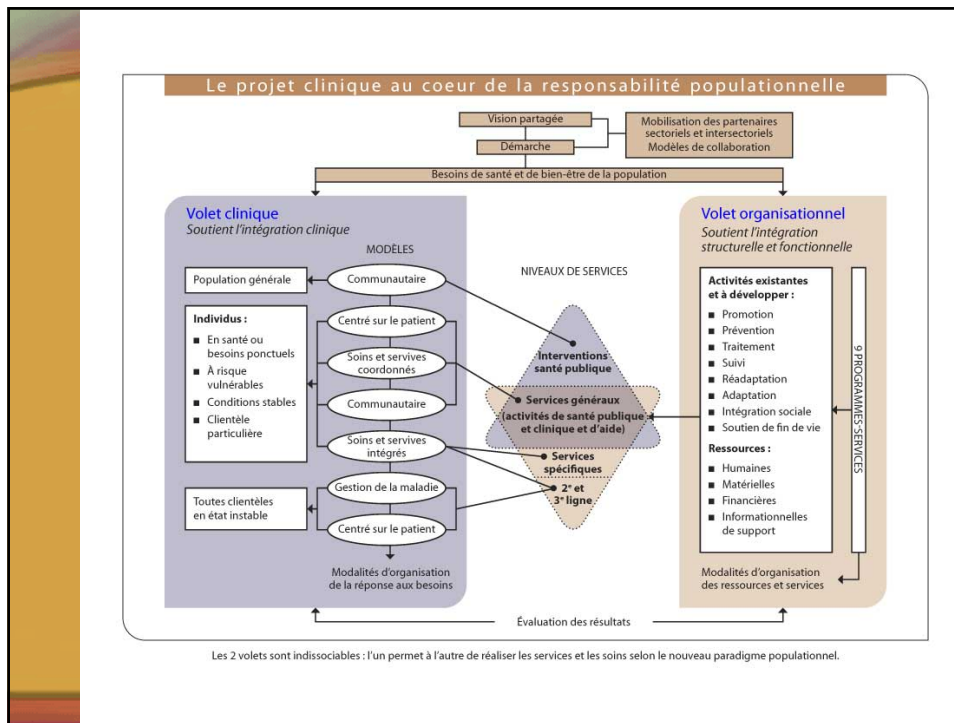 Le projet clinique au coeur de la responsabilité populationnelle
Vision partagée
Démarche
Mobilisation des partenaires
sectoriels et intersectoriels
Modèles de collaboration
Besoins de santé et de bien-être de la population
Volet clinique
Soutient l'intégration clinique
MODÈLES
Population générale
Individus :
■ En santé ou
besoins ponctuels
■ À risque
vulnérables
■ Conditions stables
■ Clientèle
particulière
Toutes clientèles
en état instable
Communautaire
Centré sur le patient
Soins et servives
coordonnés
Communautaire
Soins et servives
intégrés
Gestion de la maladie
Centré sur le patient
Modalités d'organisation
de la réponse aux besoins
NIVEAUX DE SERVICES
Interventions
santé publique
Services généraux
(activités de santé publique
et clinique et d'aide)
Services
spécifiques
2e et
3e ligne
Volet organisationnel
Soutient l'intégration
structurelle et fonctionnelle
Activités existantes
et à développer :
■ Promotion
■ Prévention
■ Traitement
■ Suivi
■ Réadaptation
■ Adaptation
■ Intégration sociale
■ Soutien de fin de vie
Ressources :
■ Humaines
■ Matérielles
■ Financières
■ Informationnelles
de support
9 PROGRAMMES-SERVICES
Modalités d'organisation
des ressources et services
Évaluation des résultats
Les 2 volets sont indissociables : l'un permet à l'autre de réaliser les services et les soins selon le nouveau paradigme populationnel.